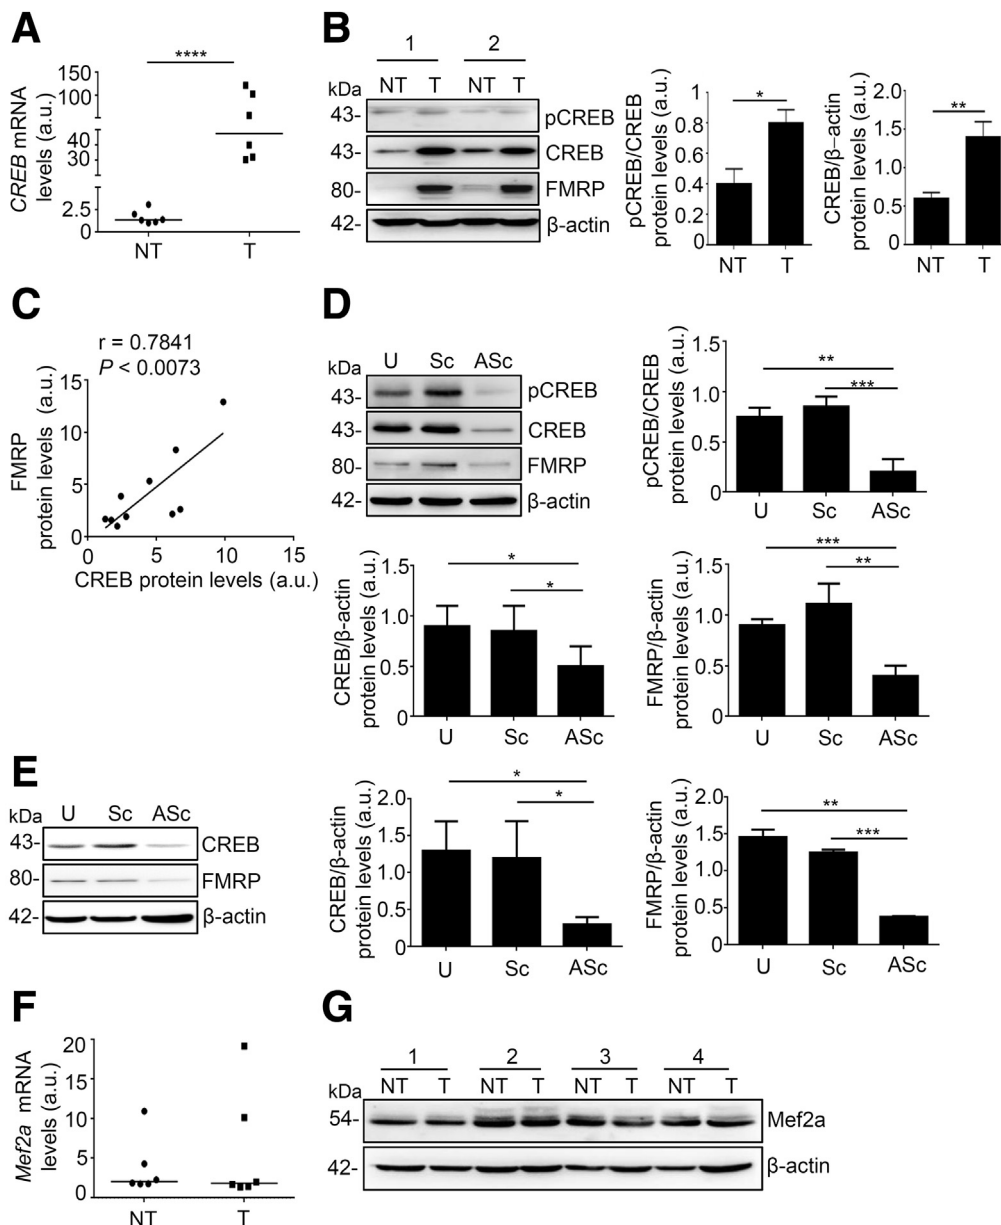 A
****
CREB mRNA
levels (a.u.)
150
100
40
30
2.5
0
NT T
B
1 2
kDa NT T NT T
43- pCREB
43- CREB
80- FMRP
42- β-actin
pCREB/CREB
protein levels (a.u.)
1
0.8
0.6
0.4
0.2
0
*
NT T
CREB/β-actin
protein levels (a.u.)
2.0
1.5
1.0
0.5
0
**
NT T
C
r = 0.7841
P < 0.0073
FMRP
protein levels (a.u.)
15
10
5
0
0 5 10 15
CREB protein levels (a.u.)
D
kDa U Sc ASc
43- pCREB
43- CREB
80- FMRP
42- β-actin
pCREB/CREB
protein levels (a.u.)
1.5
1.0
0.5
0
**
***
U Sc ASc
CREB/β-actin
protein levels (a.u.)
1.5
1.0
0.5
0
*
*
U Sc ASc
FMRP/β-actin
protein levels (a.u.)
1.5
1.0
0.5
0
***
**
U Sc ASc
E
kDa U Sc ASc
43- CREB
80- FMRP
42- β-actin
CREB/β-actin
protein levels (a.u.)
2.0
1.5
1.0
0.5
0
*
*
U Sc ASc
FMRP/β-actin
protein levels (a.u.)
2.0
1.5
1.0
0.5
0
**
***
U Sc ASc
F
Mef2a mRNA
levels (a.u.)
20
15
10
5
0
NT T
G
1 2 3 4
kDa NT T NT T NT T NT T
54- Mef2a
42- β-actin